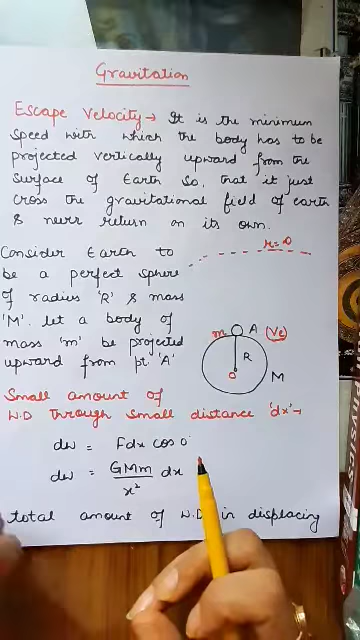 Gravitation
Escape Velocity → It is the minimum
speed with which the body has to be
projected vertically upward from the
surface of Earth so, that it just
cross the gravitational field of earth
& never return on its own.
Consider Earth to
be a perfect sphere
of radius 'R' & mass
'M'. let a body of
mass 'm' be projected
upward from pt. 'A'
r = ∞
m A (Ve)
R
O
M
Small amount of
W.D through small distance 'dx' →
dw = Fdx cos 0°
dw = GMm/x² dx
total amount of W.D in displacing